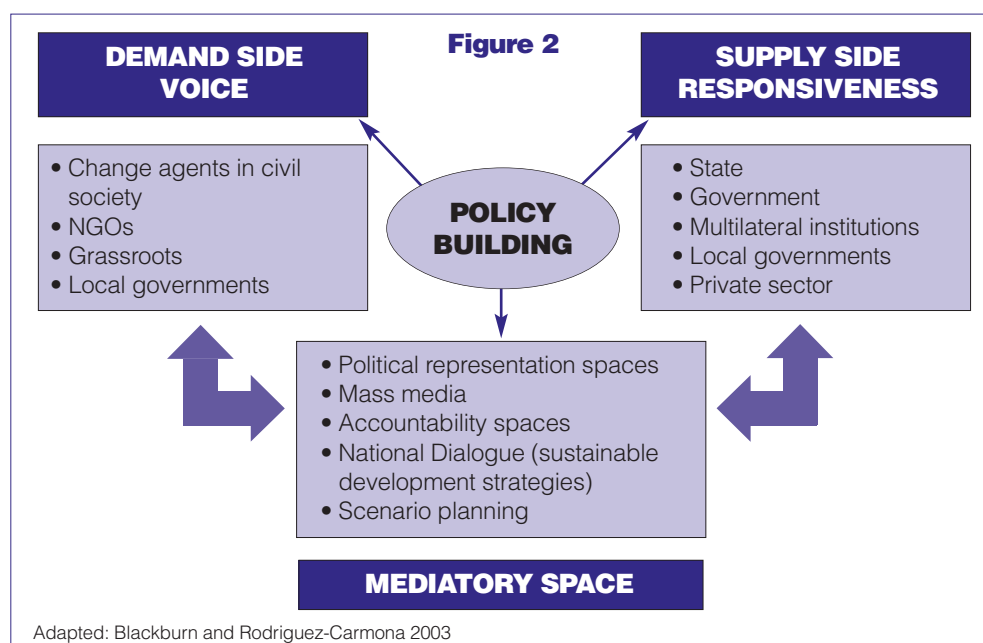 Figure 2
DEMAND SIDE
VOICE
SUPPLY SIDE
RESPONSIVENESS
• Change agents in civil
society
• NGOs
• Grassroots
• Local governments
POLICY
BUILDING
• State
• Government
• Multilateral institutions
• Local governments
• Private sector
• Political representation spaces
• Mass media
• Accountability spaces
• National Dialogue (sustainable
development strategies)
• Scenario planning
MEDIATORY SPACE
Adapted: Blackburn and Rodriguez-Carmona 2003